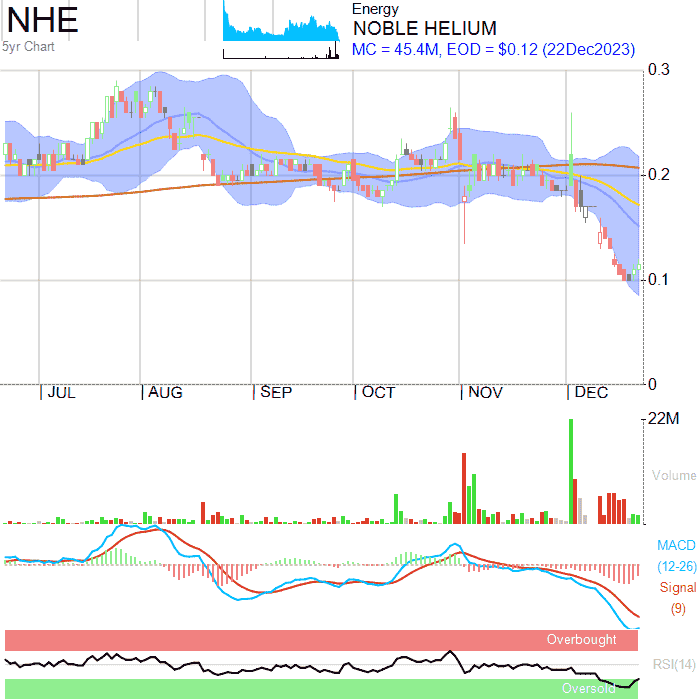 NHE
5yr Chart
Energy
NOBLE HELIUM
MC = 45.4M, EOD = $0.12 (22Dec2023)
0.3
0.2
0.1
0
JUL
AUG
SEP
OCT
NOV
DEC
22M
Volume
MACD
(12-26)
Signal
(9)
Overbought
RSI(14)
Oversold